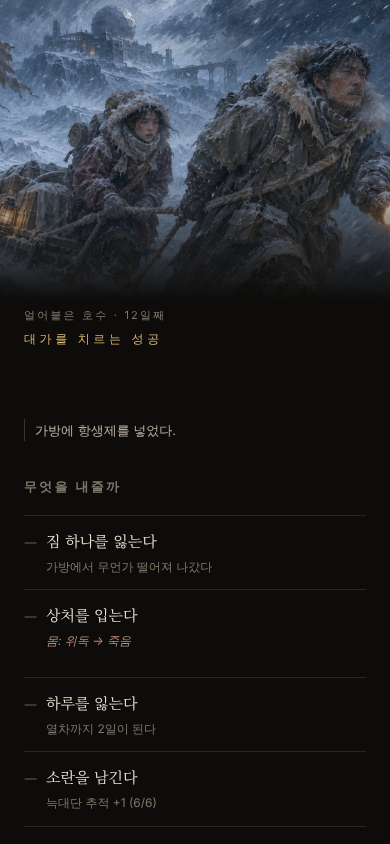 얼어붙은 호수 · 12일째
대가를 치르는 성공
가방에 항생제를 넣었다.
무엇을 내줄까
— 짐 하나를 잃는다
가방에서 무언가 떨어져 나갔다
— 상처를 입는다
몸: 위독 → 죽음
— 하루를 잃는다
열차까지 2일이 된다
— 소란을 남긴다
늑대단 추적 +1 (6/6)